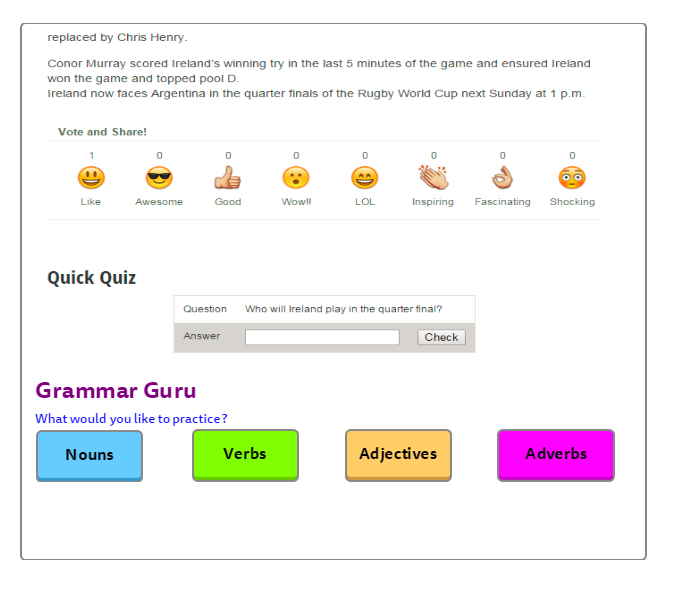 replaced by Chris Henry.
Conor Murray scored Ireland's winning try in the last 5 minutes of the game and ensured Ireland
won the game and topped pool D.
Ireland now faces Argentina in the quarter finals of the Rugby World Cup next Sunday at 1 p.m.
Vote and Share!
1 0 0 0 0 0 0 0
Like Awesome Good Wow!! LOL Inspiring Fascinating Shocking
Quick Quiz
Question Who will Ireland play in the quarter final?
Answer Check
Grammar Guru
What would you like to practice?
Nouns Verbs Adjectives Adverbs